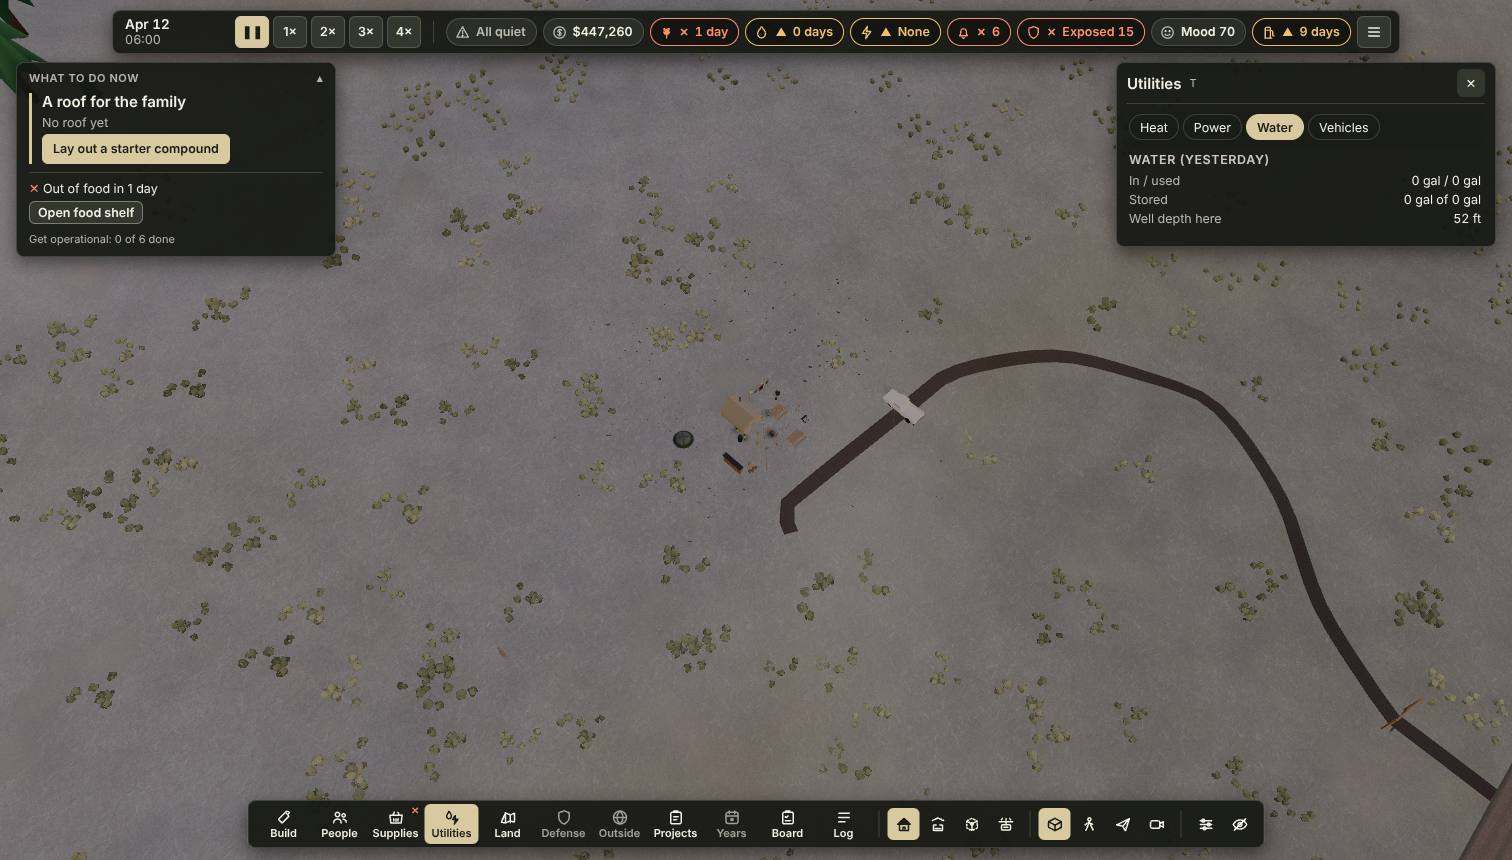 Apr 12
06:00
1×
2×
3×
4×
All quiet
$447,260
× 1 day
▲ 0 days
▲ None
× 6
× Exposed 15
Mood 70
▲ 9 days
WHAT TO DO NOW ▲
A roof for the family
No roof yet
Lay out a starter compound
× Out of food in 1 day
Open food shelf
Get operational: 0 of 6 done
Utilities T ×
Heat Power Water Vehicles
WATER (YESTERDAY)
In / used 0 gal / 0 gal
Stored 0 gal of 0 gal
Well depth here 52 ft
Build People Supplies × Utilities Land Defense Outside Projects Years Board Log